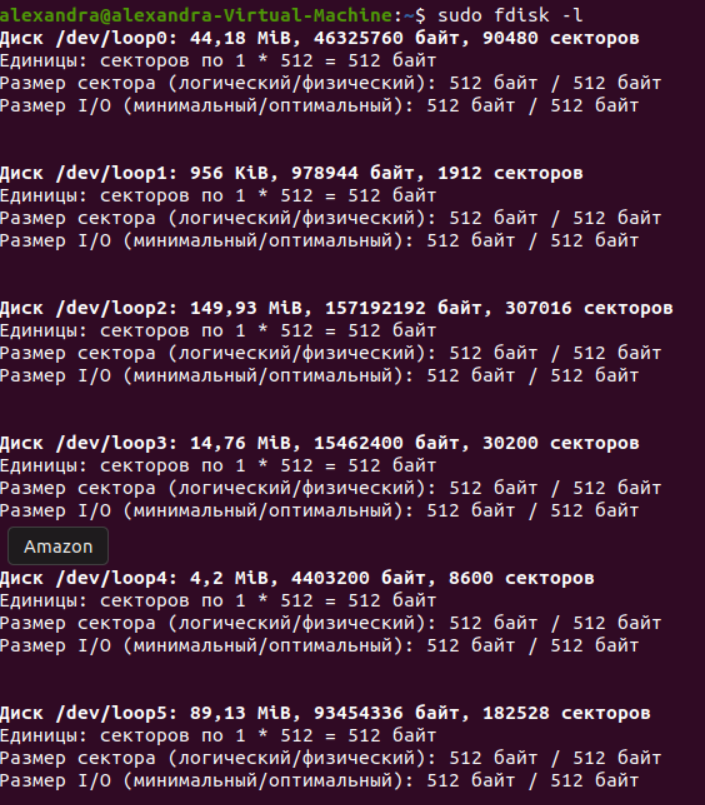 alexandra@alexandra-Virtual-Machine:~$ sudo fdisk -l
Диск /dev/loop0: 44,18 MiB, 46325760 байт, 90480 секторов
Единицы: секторов по 1 * 512 = 512 байт
Размер сектора (логический/физический): 512 байт / 512 байт
Размер I/O (минимальный/оптимальный): 512 байт / 512 байт
Диск /dev/loop1: 956 KiB, 978944 байт, 1912 секторов
Единицы: секторов по 1 * 512 = 512 байт
Размер сектора (логический/физический): 512 байт / 512 байт
Размер I/O (минимальный/оптимальный): 512 байт / 512 байт
Диск /dev/loop2: 149,93 MiB, 157192192 байт, 307016 секторов
Единицы: секторов по 1 * 512 = 512 байт
Размер сектора (логический/физический): 512 байт / 512 байт
Размер I/O (минимальный/оптимальный): 512 байт / 512 байт
Диск /dev/loop3: 14,76 MiB, 15462400 байт, 30200 секторов
Единицы: секторов по 1 * 512 = 512 байт
Размер сектора (логический/физический): 512 байт / 512 байт
Размер I/O (минимальный/оптимальный): 512 байт / 512 байт
Amazon
Диск /dev/loop4: 4,2 MiB, 4403200 байт, 8600 секторов
Единицы: секторов по 1 * 512 = 512 байт
Размер сектора (логический/физический): 512 байт / 512 байт
Размер I/O (минимальный/оптимальный): 512 байт / 512 байт
Диск /dev/loop5: 89,13 MiB, 93454336 байт, 182528 секторов
Единицы: секторов по 1 * 512 = 512 байт
Размер сектора (логический/физический): 512 байт / 512 байт
Размер I/O (минимальный/оптимальный): 512 байт / 512 байт